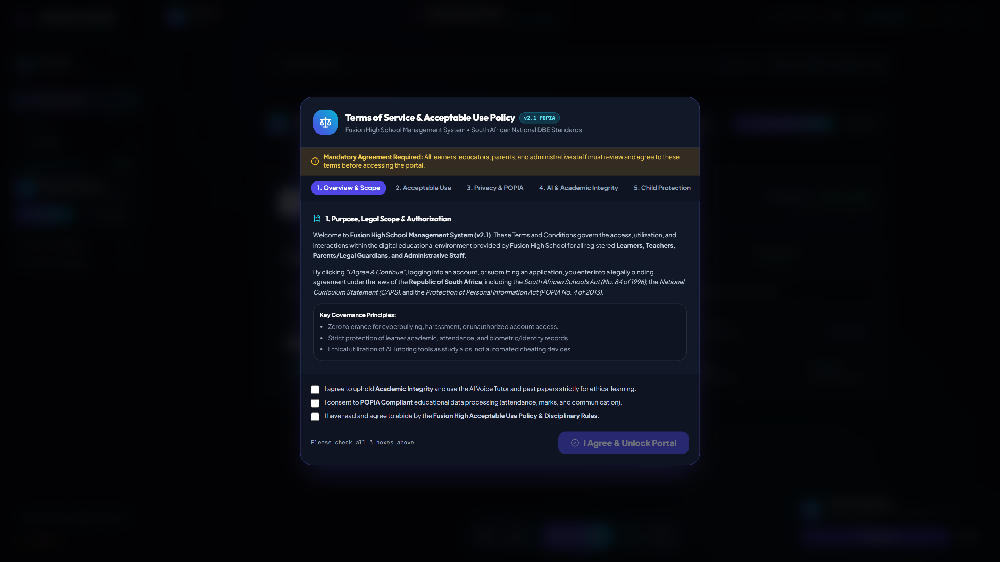 Terms of Service & Acceptable Use Policy v2.1 POPIA
Fusion High School Management System • South African National DBE Standards
Mandatory Agreement Required: All learners, educators, parents, and administrative staff must review and agree to these
terms before accessing the portal.
1. Overview & Scope 2. Acceptable Use 3. Privacy & POPIA 4. AI & Academic Integrity 5. Child Protection
1. Purpose, Legal Scope & Authorization
Welcome to Fusion High School Management System (v2.1). These Terms and Conditions govern the access, utilization, and
interactions within the digital educational environment provided by Fusion High School for all registered Learners, Teachers,
Parents/Legal Guardians, and Administrative Staff.
By clicking "I Agree & Continue", logging into an account, or submitting an application, you enter into a legally binding
agreement under the laws of the Republic of South Africa, including the South African Schools Act (No. 84 of 1996), the National
Curriculum Statement (CAPS), and the Protection of Personal Information Act (POPIA No. 4 of 2013).
Key Governance Principles:
• Zero tolerance for cyberbullying, harassment, or unauthorized account access.
• Strict protection of learner academic, attendance, and biometric/identity records.
• Ethical utilization of AI Tutoring tools as study aids, not automated cheating devices.
I agree to uphold Academic Integrity and use the AI Voice Tutor and past papers strictly for ethical learning.
I consent to POPIA Compliant educational data processing (attendance, marks, and communication).
I have read and agree to abide by the Fusion High Acceptable Use Policy & Disciplinary Rules.
Please check all 3 boxes above
I Agree & Unlock Portal